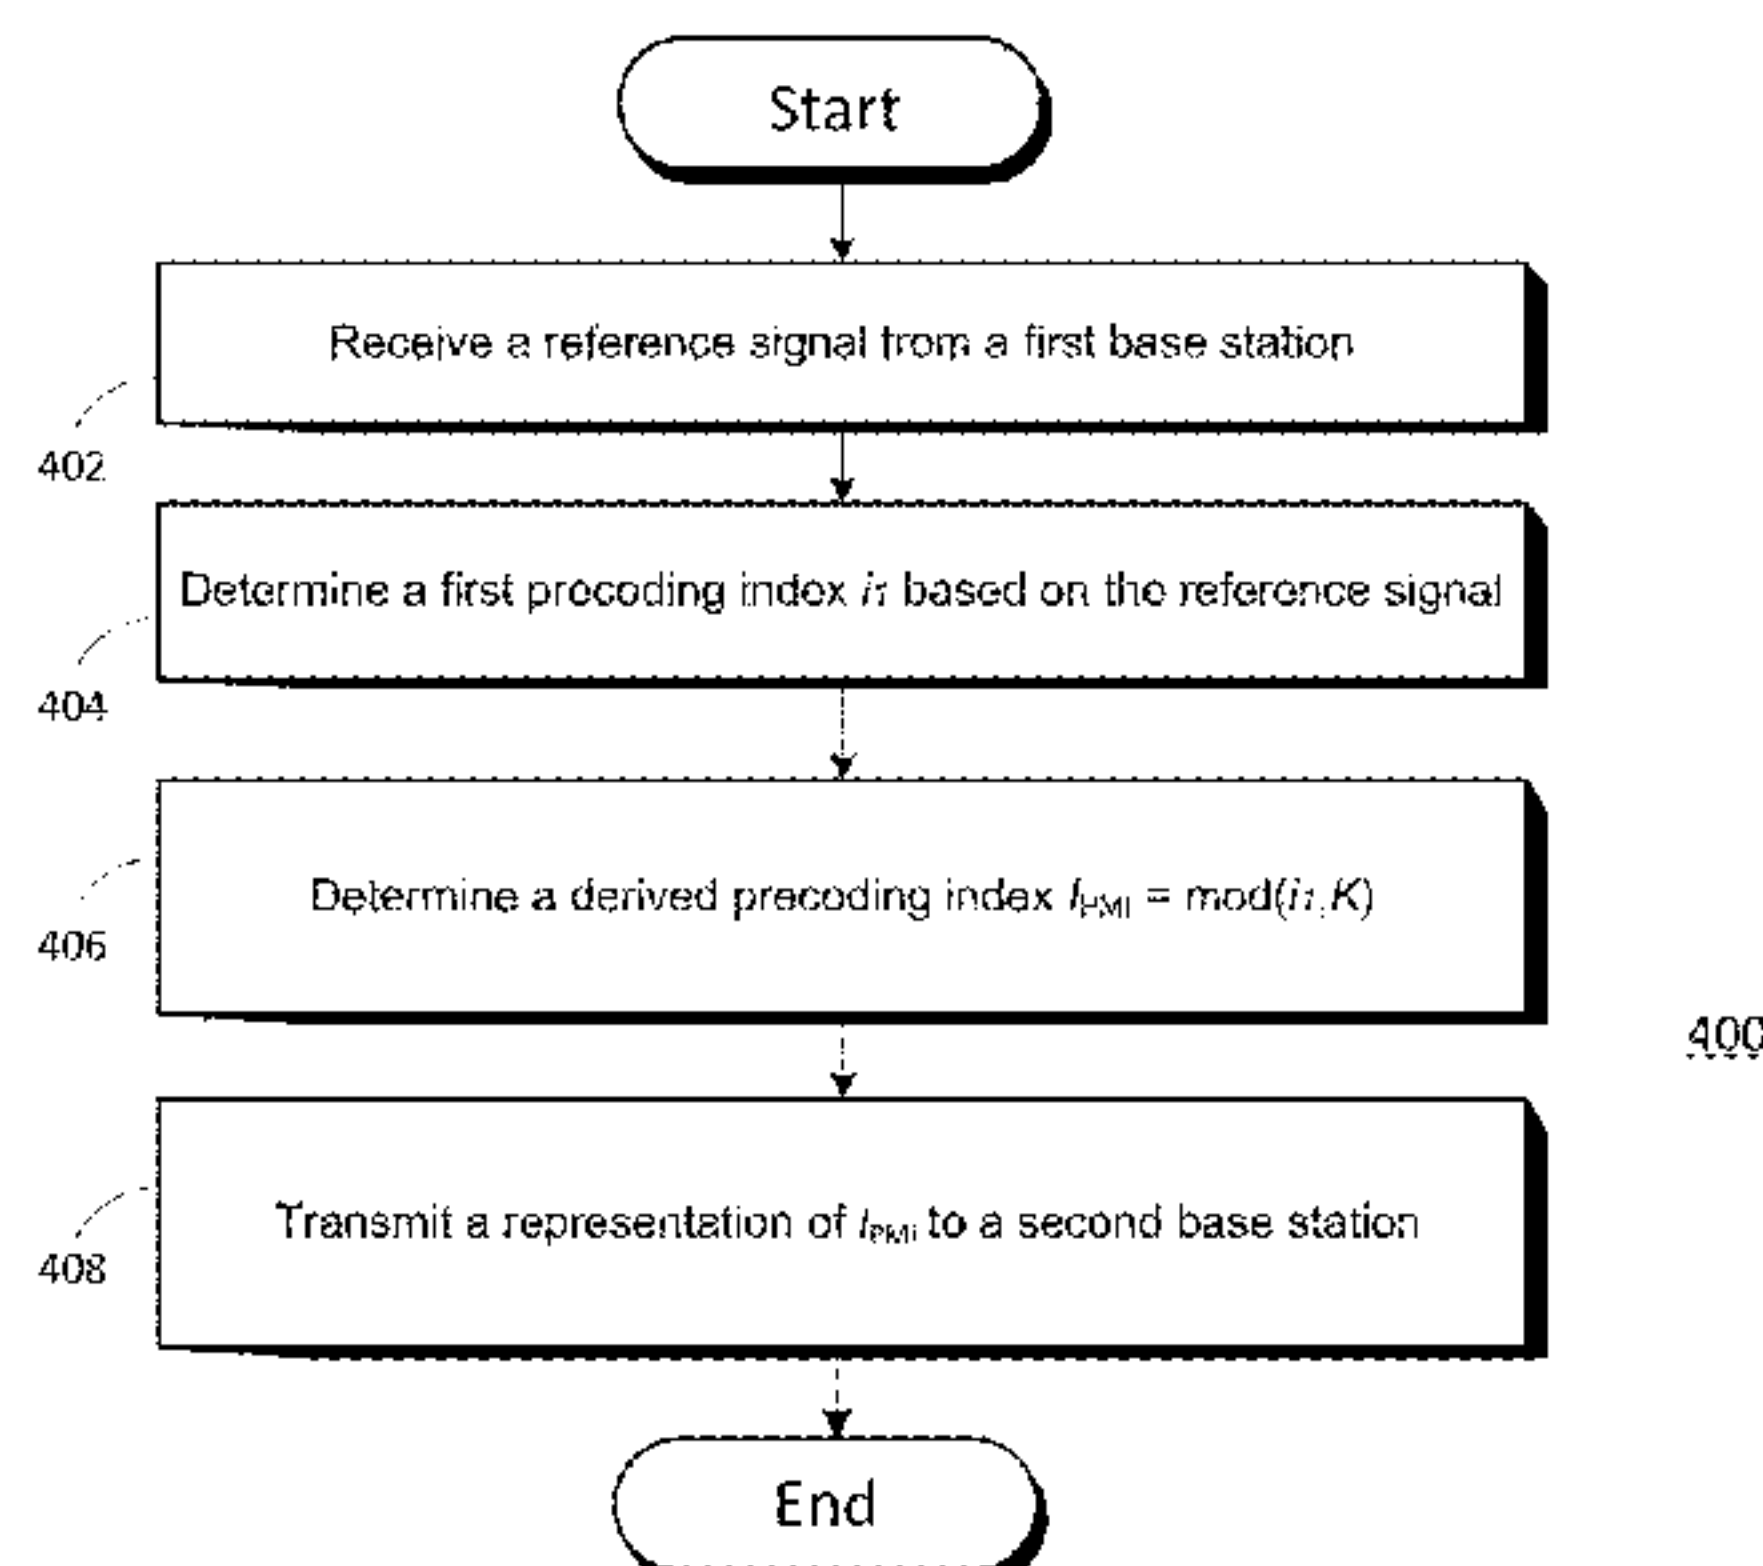 Start
Receive a reference signal from a first base station
402
Determine a first precoding index i1 based on the reference signal
404
Determine a derived precoding index IPMI = mod(i1,K)
406
400
Transmit a representation of IPMI to a second base station
408
End